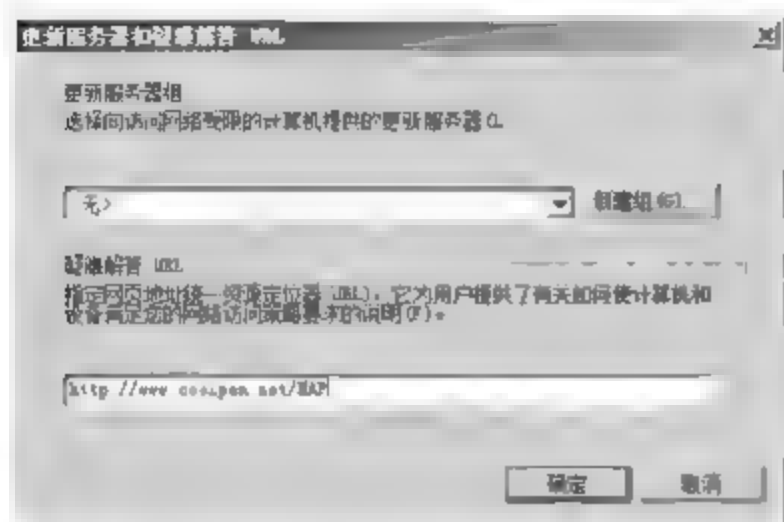 更新服务器和疑难解答 URL
更新服务器组
选择向访问网络受限的计算机提供的更新服务器
无>
新建组(G)...
疑难解答 URL
指定网页地址统一资源定位器(URL)，它为用户提供了有关如何使计算机和
设备满足您的网络访问策略要求的说明(P)。
http //www coolpen net/NAP
确定
取消